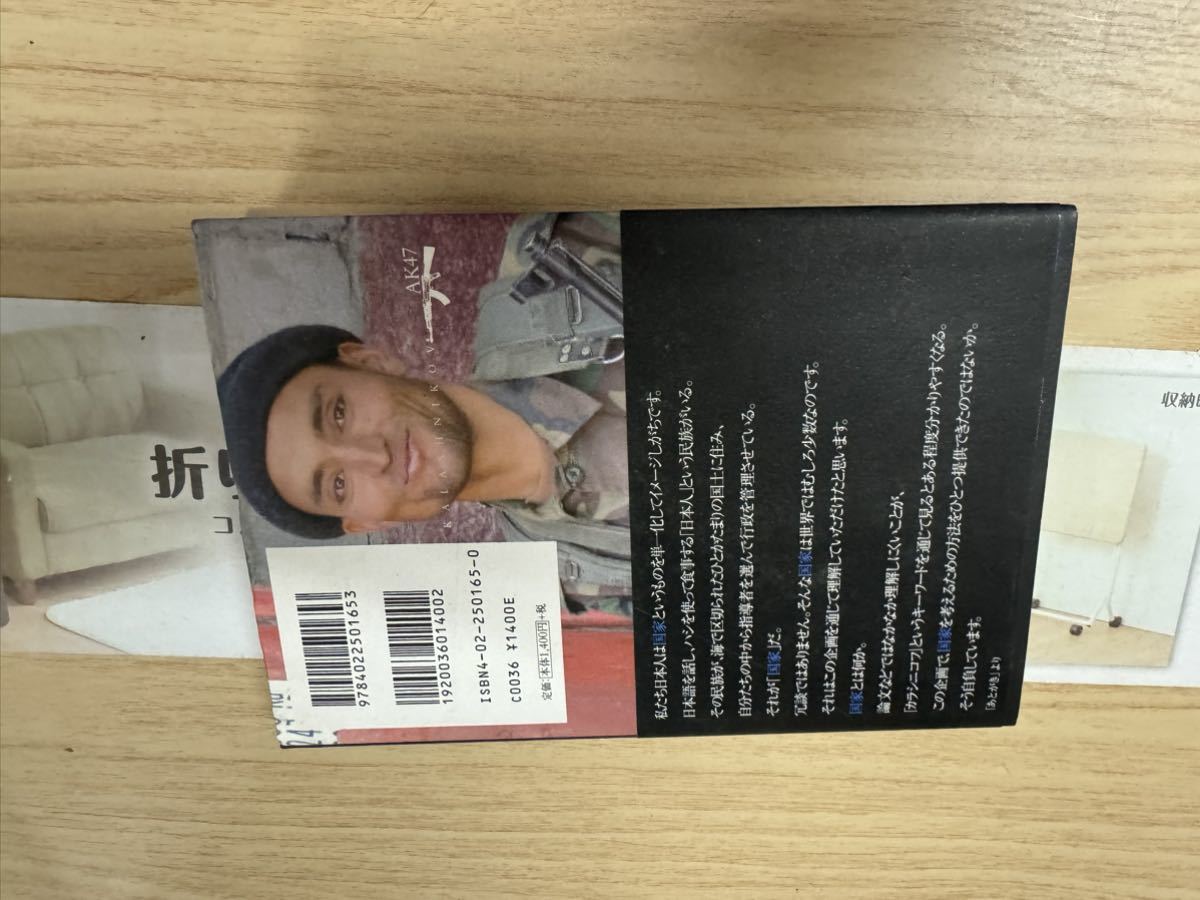 AK47
KALASHNIKOV
9784022501653
1920036014002
ISBN4-02-250165-0
C0036 ¥1400E
定価:本体1,400円+税
私たち日本人は国家というものを単一化してイメージしがちです。
日本語を話し、ハシを使って食事する「日本人」という民族がいる。
その民族が、海で区切られたひとかたまりの国土に住み、
自分たちの中から指導者を選んで行政を管理させている。
それが「国家」だ。
冗談ではありません。そんな国家は世界ではむしろ少数なのです。
それはこの企画を通じて理解していただけたと思います。
国家とは何か。
論文などではなかなか理解しにくいことが、
「カラシニコフ」というキーワードを通じて見るとある程度分かりやすくなる。
この企画で、国家を考えるための方法をひとつ提供できたのではないか。
そう自負しています。
「あとがき」より
折り
収納
24